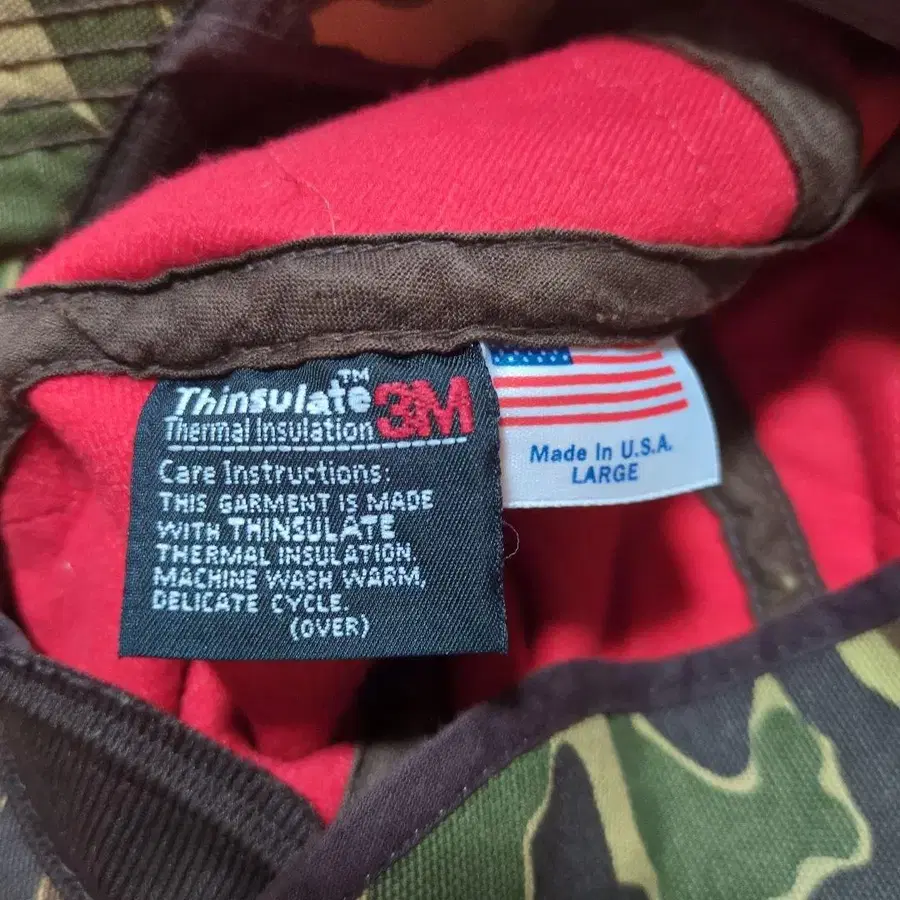 Thinsulate™ 3M
Thermal Insulation
Care Instructions:
THIS GARMENT IS MADE
WITH THINSULATE
THERMAL INSULATION,
MACHINE WASH WARM,
DELICATE CYCLE.
(OVER)
Made In U.S.A.
LARGE